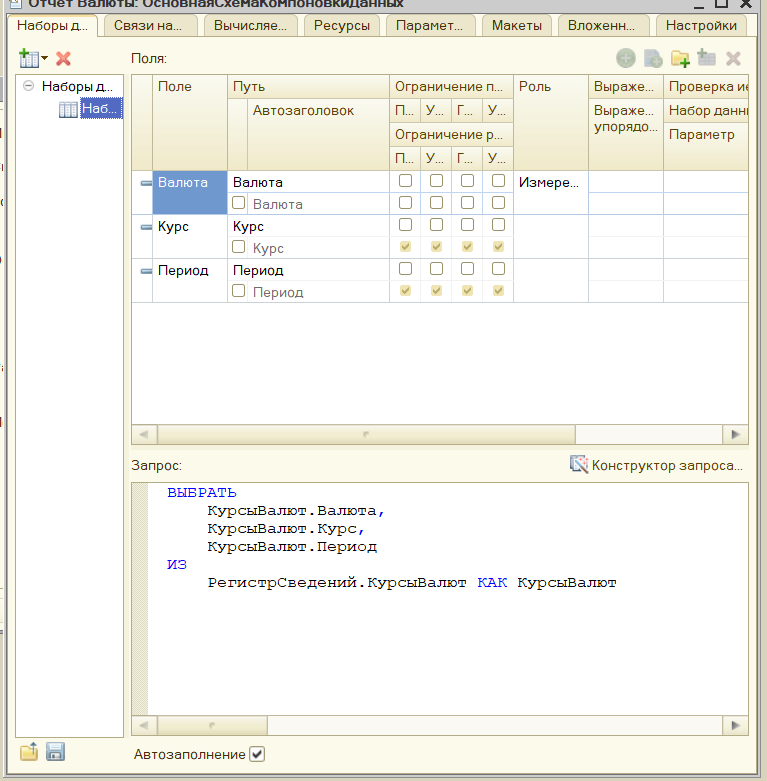 Отчет Валюты: ОсновнаяСхемаКомпоновкиДанных
Наборы д... Связи на... Вычисляе... Ресурсы Парамет... Макеты Вложенн... Настройки
Поля:
Наборы д...
Наб...
Поле Путь Ограничение п... Роль Выраже... Проверка ие
Автозаголовок П... У... Г... У... Выраже... Набор данн
упорядо...
Ограничение р... Параметр
П... У... Г... У...
Валюта Валюта Измере...
Валюта
Курс Курс
Курс
Период Период
Период
Запрос: Конструктор запроса...
ВЫБРАТЬ
КурсыВалют.Валюта,
КурсыВалют.Курс,
КурсыВалют.Период
ИЗ
РегистрСведений.КурсыВалют КАК КурсыВалют
Автозаполнение